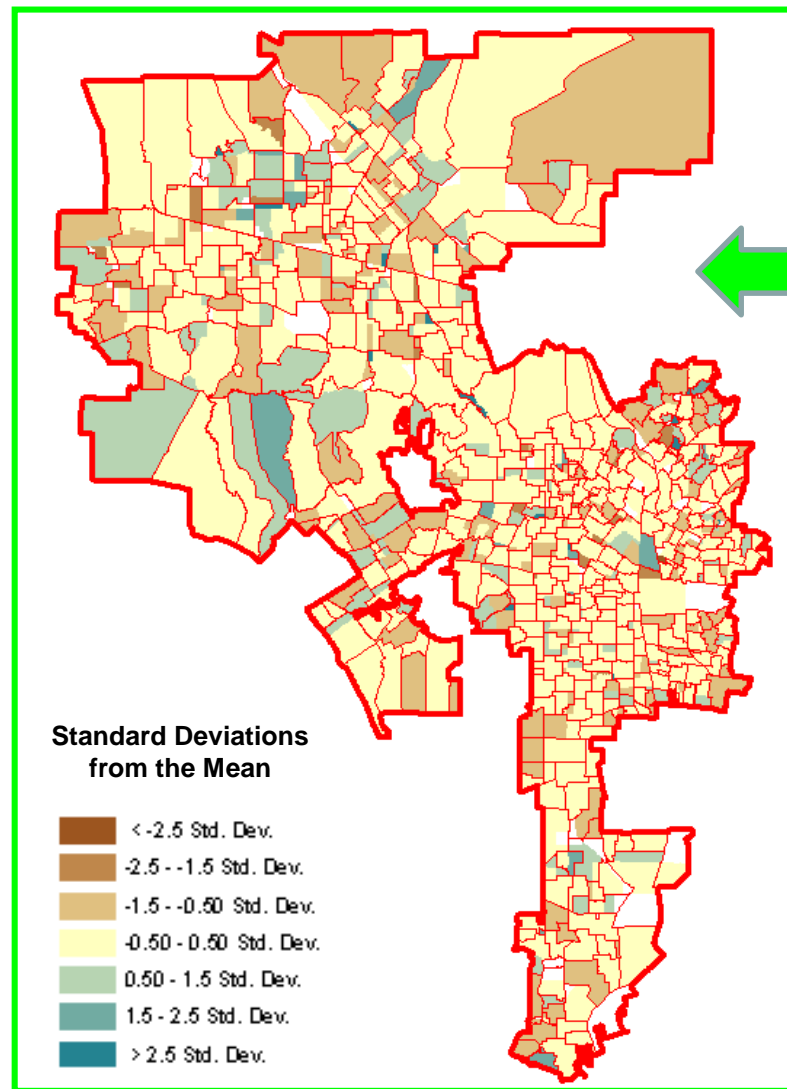 Standard Deviations
from the Mean
< -2.5 Std. Dev.
-2.5 - -1.5 Std. Dev.
-1.5 - -0.50 Std. Dev.
-0.50 - 0.50 Std. Dev.
0.50 - 1.5 Std. Dev.
1.5 - 2.5 Std. Dev.
> 2.5 Std. Dev.